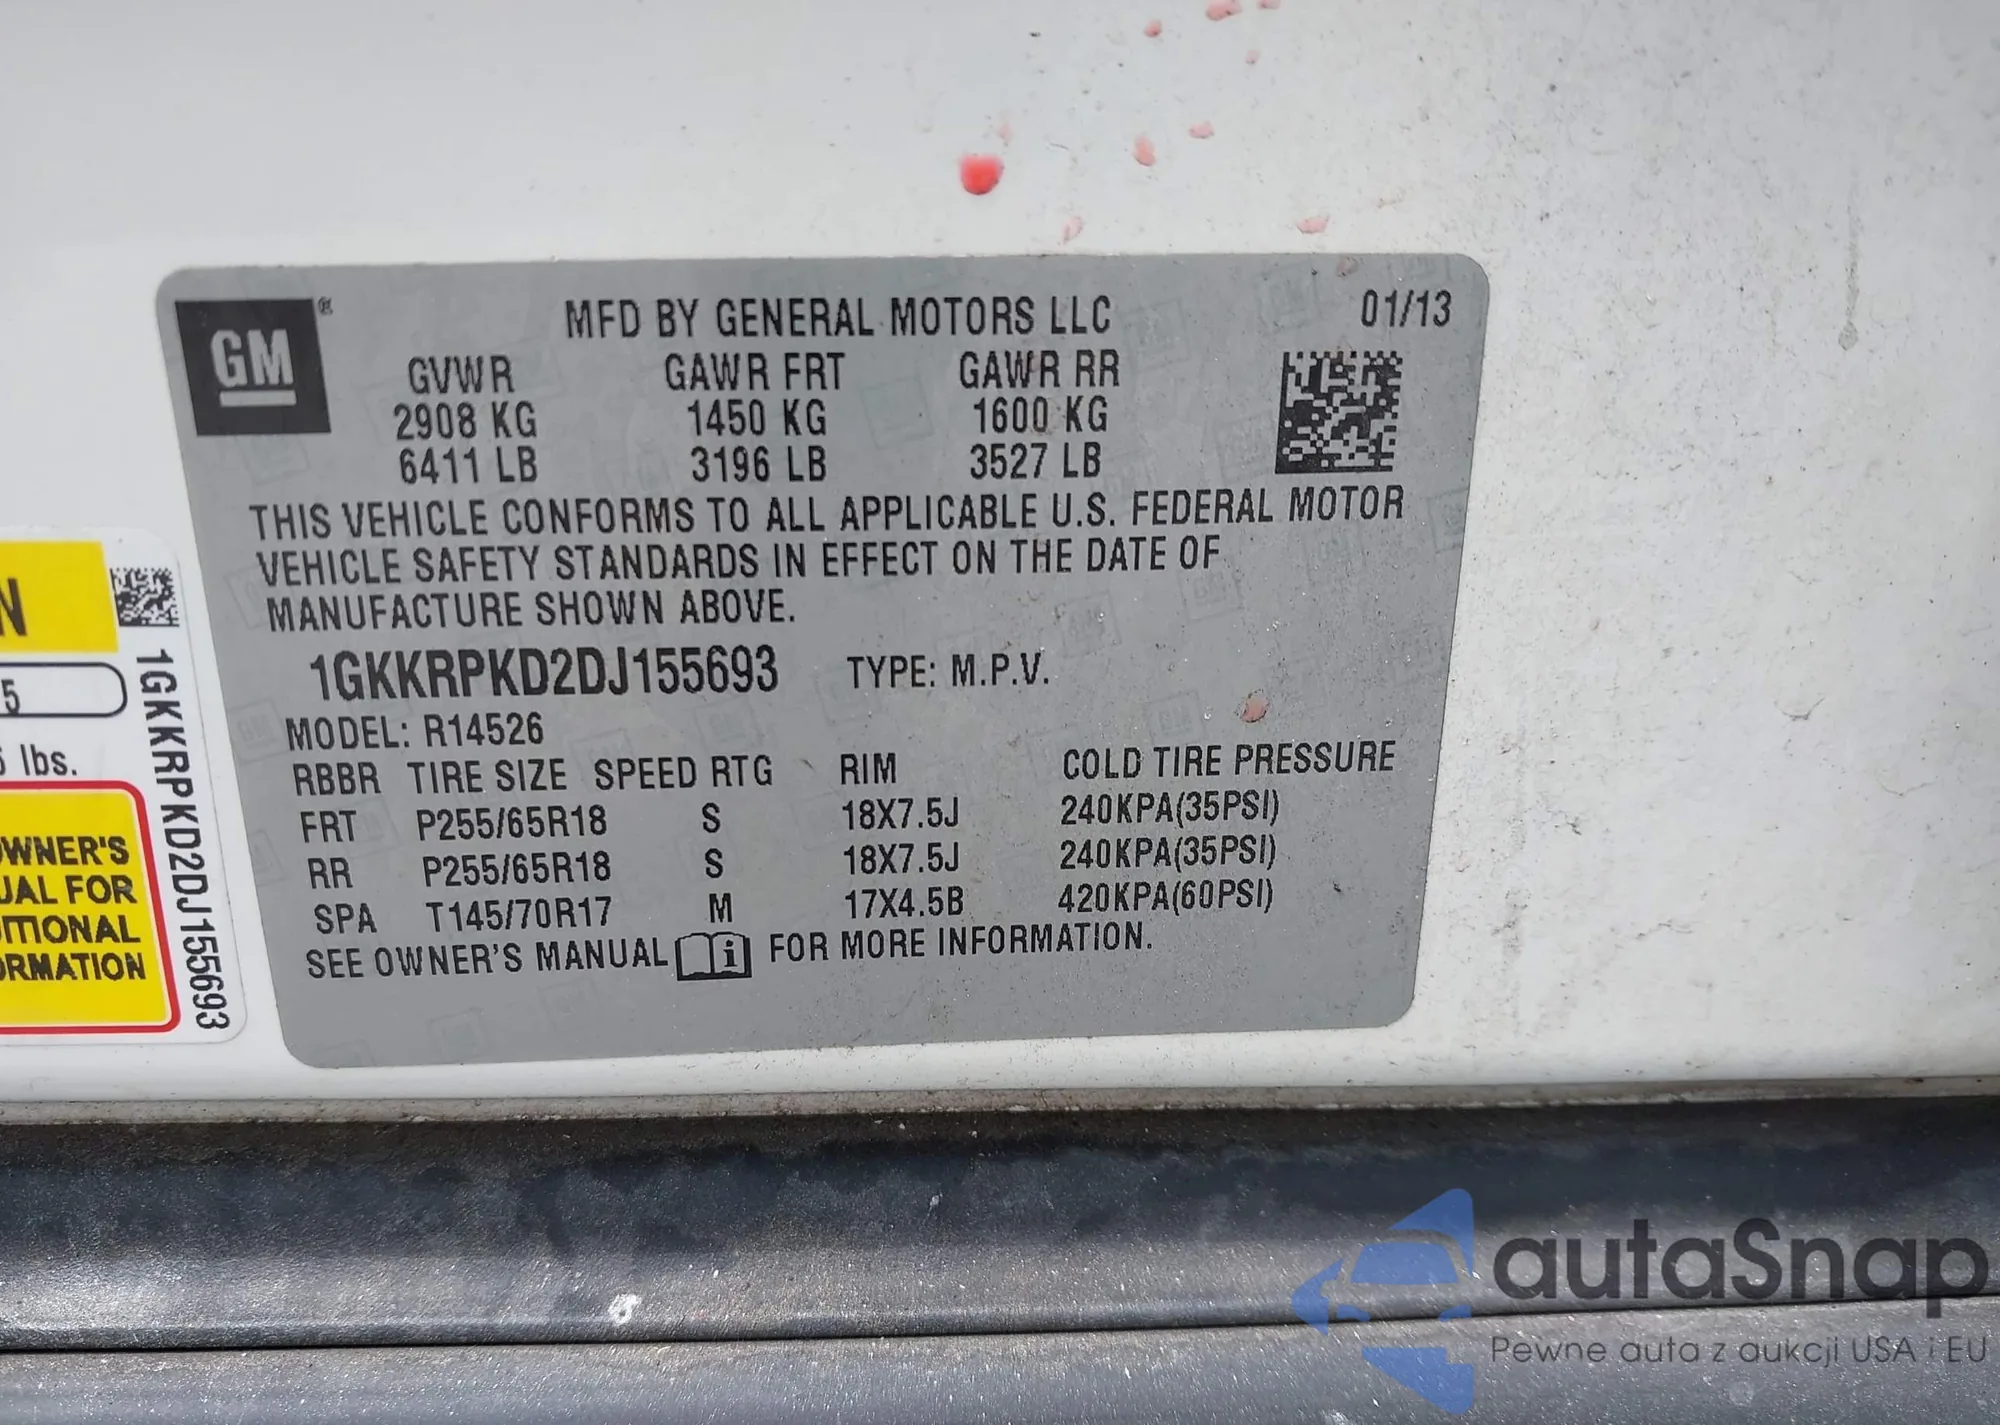 GM ®
MFD BY GENERAL MOTORS LLC 01/13
GVWR GAWR FRT GAWR RR
2908 KG 1450 KG 1600 KG
6411 LB 3196 LB 3527 LB
THIS VEHICLE CONFORMS TO ALL APPLICABLE U.S. FEDERAL MOTOR
VEHICLE SAFETY STANDARDS IN EFFECT ON THE DATE OF
MANUFACTURE SHOWN ABOVE.
1GKKRPKD2DJ155693 TYPE: M.P.V.
MODEL: R14526
RBBR TIRE SIZE SPEED RTG RIM COLD TIRE PRESSURE
FRT P255/65R18 S 18X7.5J 240KPA(35PSI)
RR P255/65R18 S 18X7.5J 240KPA(35PSI)
SPA T145/70R17 M 17X4.5B 420KPA(60PSI)
SEE OWNER'S MANUAL i FOR MORE INFORMATION.
N
5
lbs.
OWNER'S
UAL FOR
ITIONAL
ORMATION
1GKKRPKD2DJ155693
autaSnap
Pewne auta z aukcji USA i EU